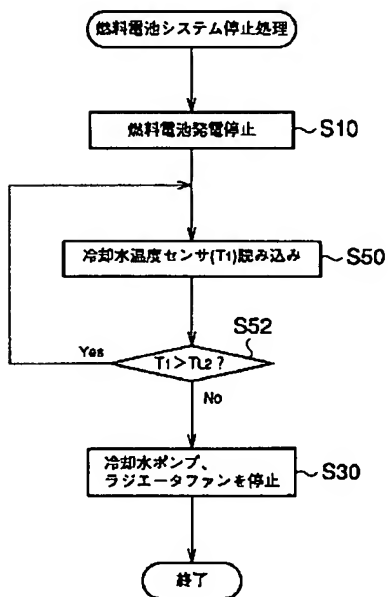 燃料電池システム停止処理
燃料電池発電停止
S10
冷却水温度センサ(T1)読み込み
S50
S52
Yes
T1>TL2?
No
冷却水ポンプ、
ラジエータファンを停止
S30
終了